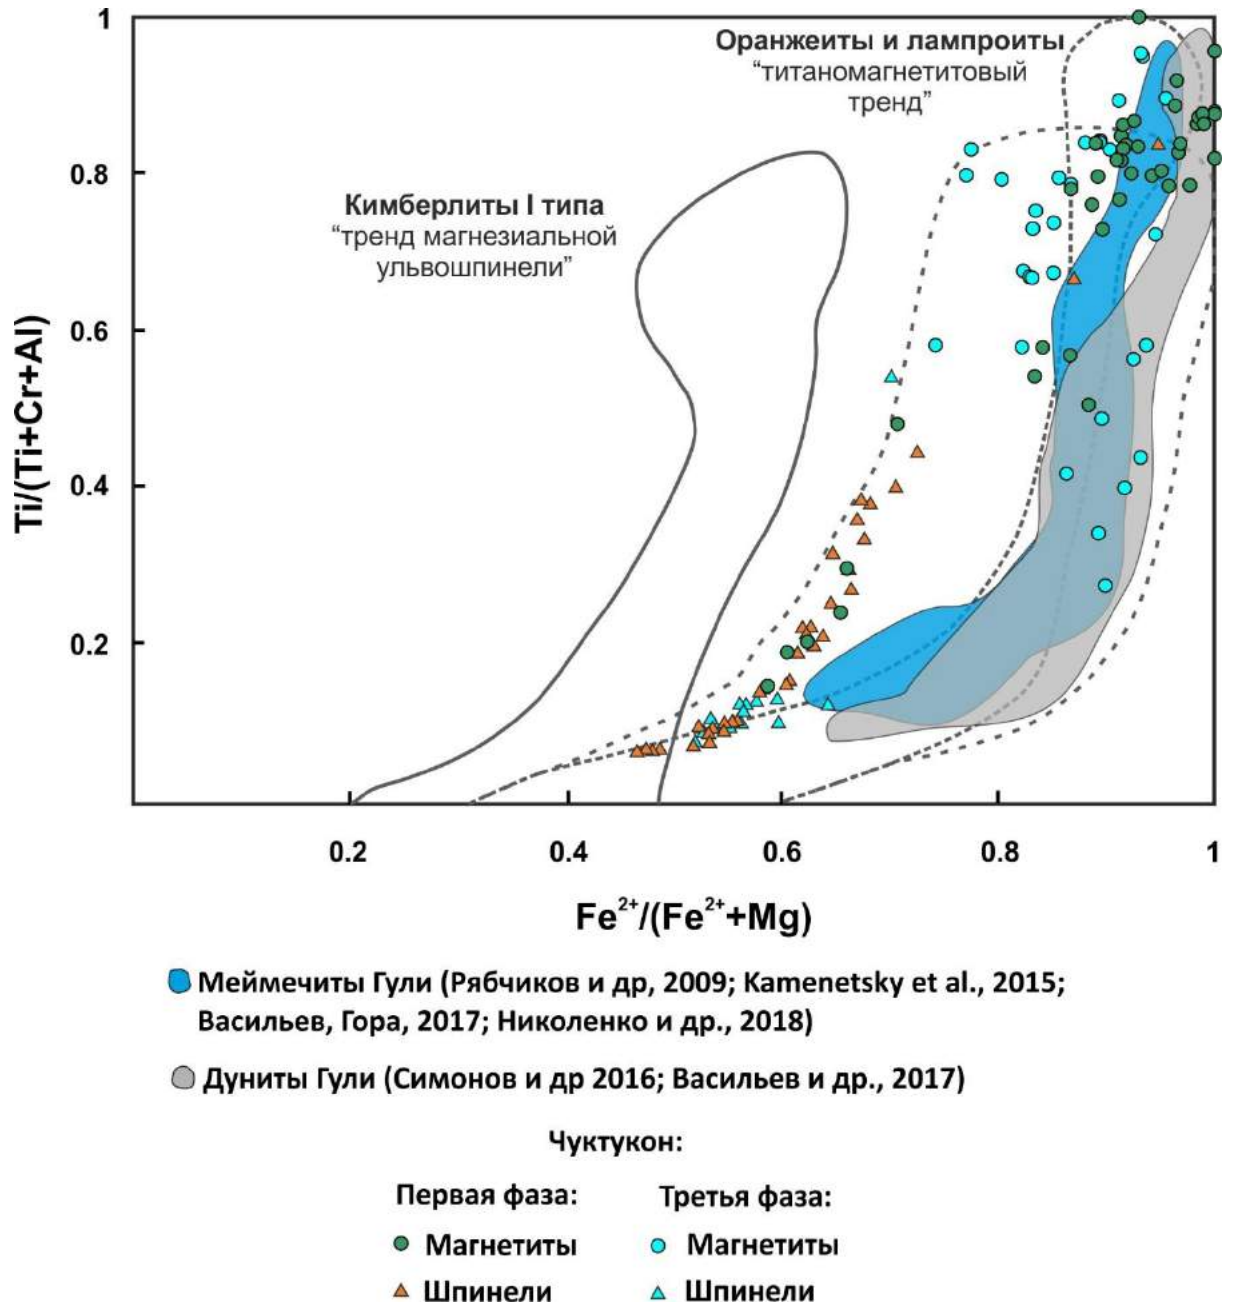 1
Оранжеиты и лампроиты
“титаномагнетитовый
тренд”
0.8
Кимберлиты I типа
“тренд магнезиальной
ульвошпинели”
0.6
Ti/(Ti+Cr+Al)
0.4
0.2
0.2 0.4 0.6 0.8 1
Fe²⁺/(Fe²⁺+Mg)
Меймечиты Гули (Рябчиков и др, 2009; Kamenetsky et al., 2015;
Васильев, Гора, 2017; Николенко и др., 2018)
Дуниты Гули (Симонов и др 2016; Васильев и др., 2017)
Чуктукон:
Первая фаза: Третья фаза:
Магнетиты Магнетиты
Шпинели Шпинели